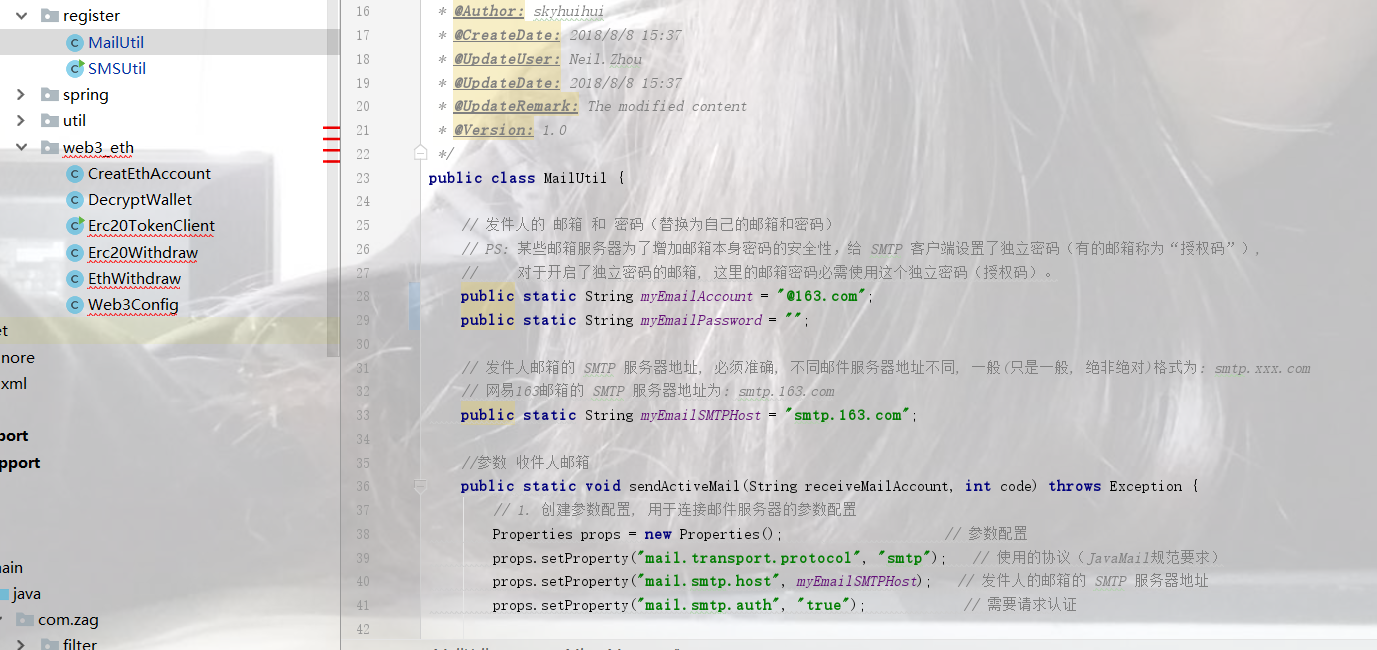 register
MailUtil
SMSUtil
spring
util
web3_eth
CreatEthAccount
DecryptWallet
Erc20TokenClient
Erc20Withdraw
EthWithdraw
Web3Config
et
nore
xml
port
pport
ain
java
com.zag
filter
16 * @Author: skyhuihui
17 * @CreateDate: 2018/8/8 15:37
18 * @UpdateUser: Neil.Zhou
19 * @UpdateDate: 2018/8/8 15:37
20 * @UpdateRemark: The modified content
21 * @Version: 1.0
22 */
23 public class MailUtil {
24
25 // 发件人的 邮箱 和 密码（替换为自己的邮箱和密码）
26 // PS: 某些邮箱服务器为了增加邮箱本身密码的安全性，给 SMTP 客户端设置了独立密码（有的邮箱称为“授权码”）,
27 // 对于开启了独立密码的邮箱, 这里的邮箱密码必需使用这个独立密码（授权码）。
28 public static String myEmailAccount = "@163.com";
29 public static String myEmailPassword = "";
30
31 // 发件人邮箱的 SMTP 服务器地址, 必须准确, 不同邮件服务器地址不同, 一般(只是一般, 绝非绝对)格式为: smtp.xxx.com
32 // 网易163邮箱的 SMTP 服务器地址为: smtp.163.com
33 public static String myEmailSMTPHost = "smtp.163.com";
34
35 //参数 收件人邮箱
36 public static void sendActiveMail(String receiveMailAccount, int code) throws Exception {
37 // 1. 创建参数配置, 用于连接邮件服务器的参数配置
38 Properties props = new Properties(); // 参数配置
39 props.setProperty("mail.transport.protocol", "smtp"); // 使用的协议（JavaMail规范要求）
40 props.setProperty("mail.smtp.host", myEmailSMTPHost); // 发件人的邮箱的 SMTP 服务器地址
41 props.setProperty("mail.smtp.auth", "true"); // 需要请求认证
42